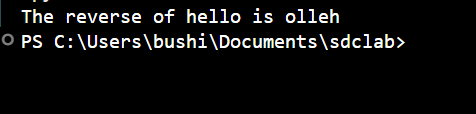 The reverse of hello is olleh
PS C:\Users\bushi\Documents\sdclab>